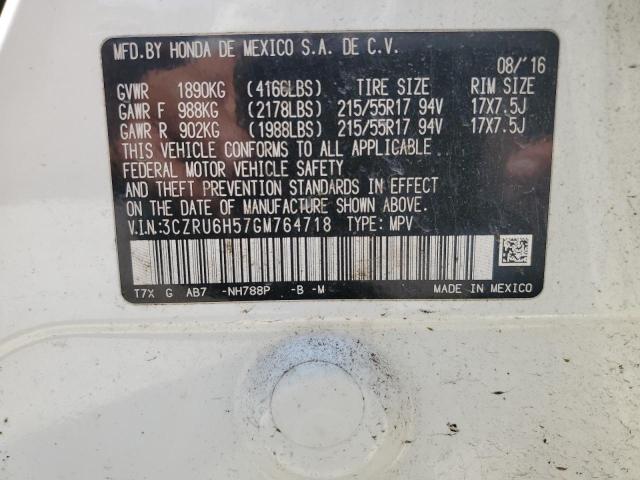 MFD.BY HONDA DE MEXICO S.A. DE C.V.
08/'16
GVWR 1890KG (4166LBS) TIRE SIZE RIM SIZE
GAWR F 988KG (2178LBS) 215/55R17 94V 17X7.5J
GAWR R 902KG (1988LBS) 215/55R17 94V 17X7.5J
THIS VEHICLE CONFORMS TO ALL APPLICABLE
FEDERAL MOTOR VEHICLE SAFETY
AND THEFT PREVENTION STANDARDS IN EFFECT
ON THE DATE OF MANUFACTURE SHOWN ABOVE.
V.I.N:3CZRU6H57GM764718 TYPE: MPV
T7X G AB7 -NH788P -B -M MADE IN MEXICO